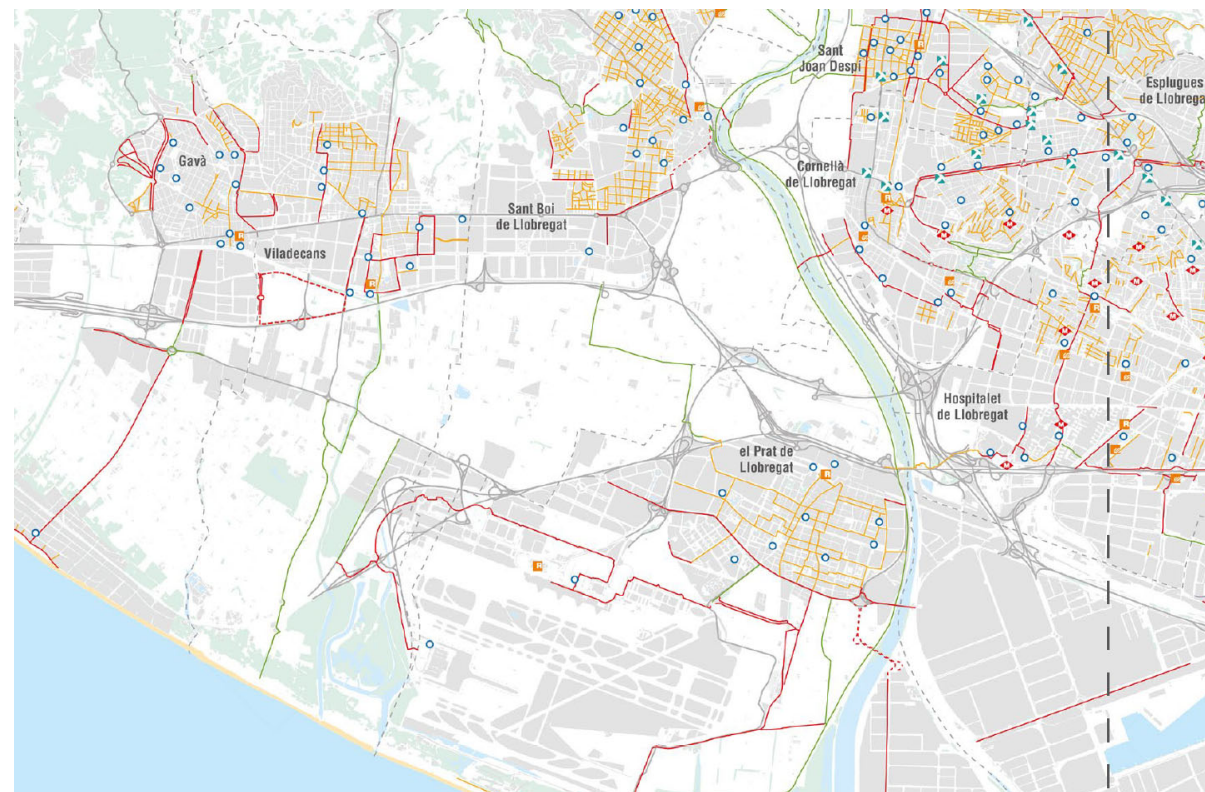 Sant
Joan Despí
Esplugues
de Llobregat
Gavà
Cornellà
de Llobregat
Sant Boi
de Llobregat
Viladecans
Hospitalet
de Llobregat
el Prat de
Llobregat
R
R
R
R
R
R
R
M
M
M
M
M
M
M
M
M
M
M